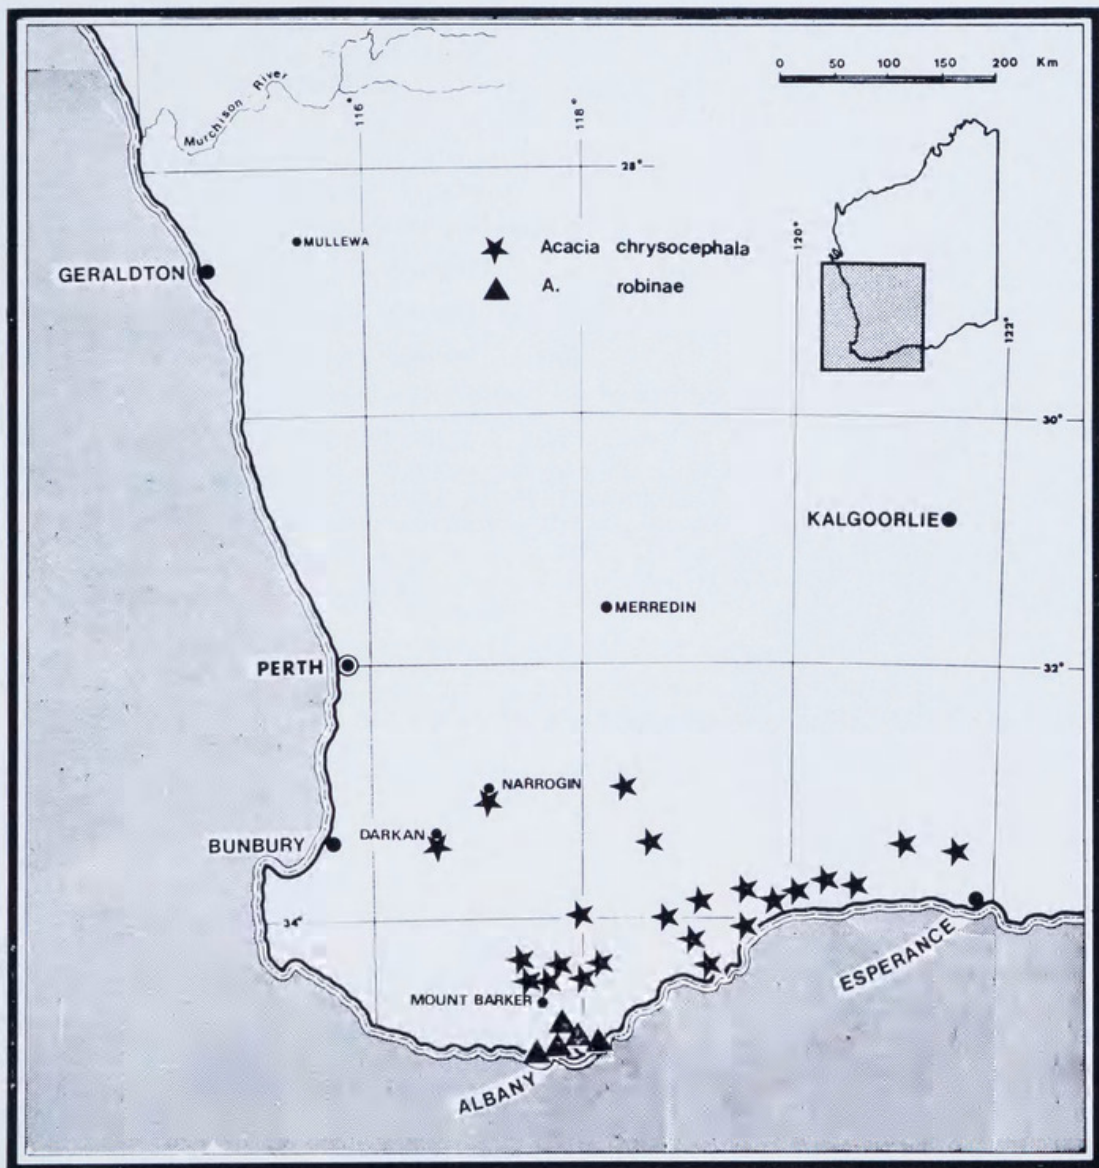 0 50 100 150 200 Km
Murchison River
116°
118°
28°
120°
MULLEWA
Acacia chrysocephala
GERALDTON
A. robinae
122°
30°
KALGOORLIE
MERREDIN
PERTH
32°
NARROGIN
DARKAN
BUNBURY
34°
ESPERANCE
MOUNT BARKER
ALBANY